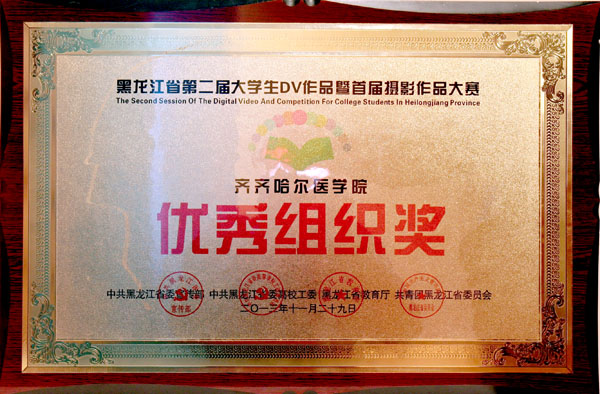 黑龙江省第二届大学生DV作品暨首届摄影作品大赛
The Second Session Of The Digital Video And Competition For College Students In Heilongjiang Province
齐齐哈尔医学院
优秀组织奖
中共黑龙江省委宣传部 中共黑龙江省委高校工委 黑龙江省教育厅 共青团黑龙江省委员会
二〇一三年十一月二十九日